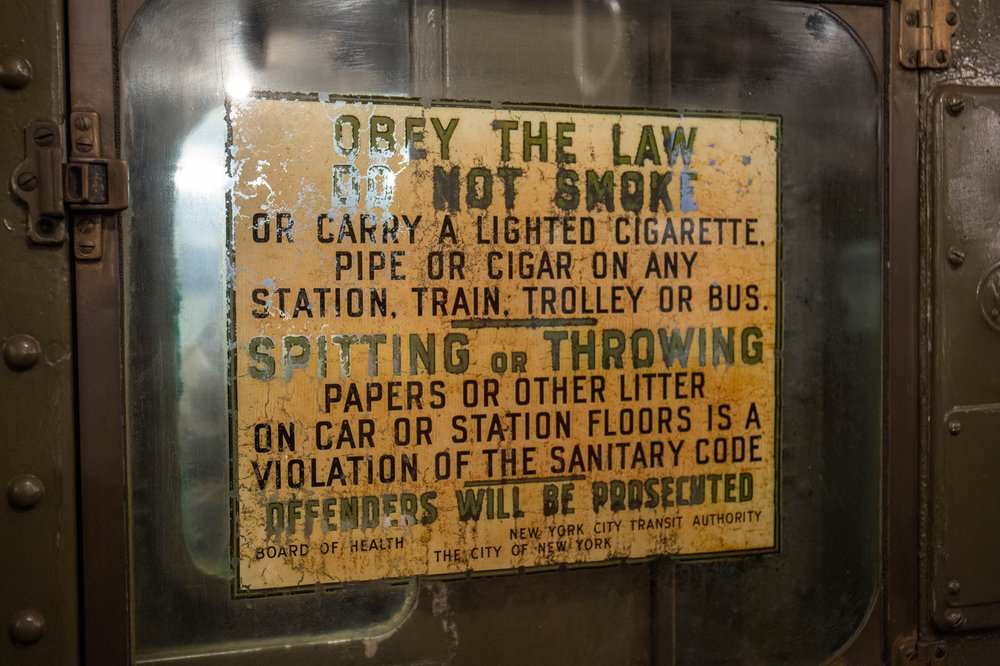 OBEY THE LAW
DO NOT SMOKE
OR CARRY A LIGHTED CIGARETTE,
PIPE OR CIGAR ON ANY
STATION, TRAIN, TROLLEY OR BUS.
SPITTING OR THROWING
PAPERS OR OTHER LITTER
ON CAR OR STATION FLOORS IS A
VIOLATION OF THE SANITARY CODE
OFFENDERS WILL BE PROSECUTED
NEW YORK CITY TRANSIT AUTHORITY
BOARD OF HEALTH THE CITY OF NEW YORK